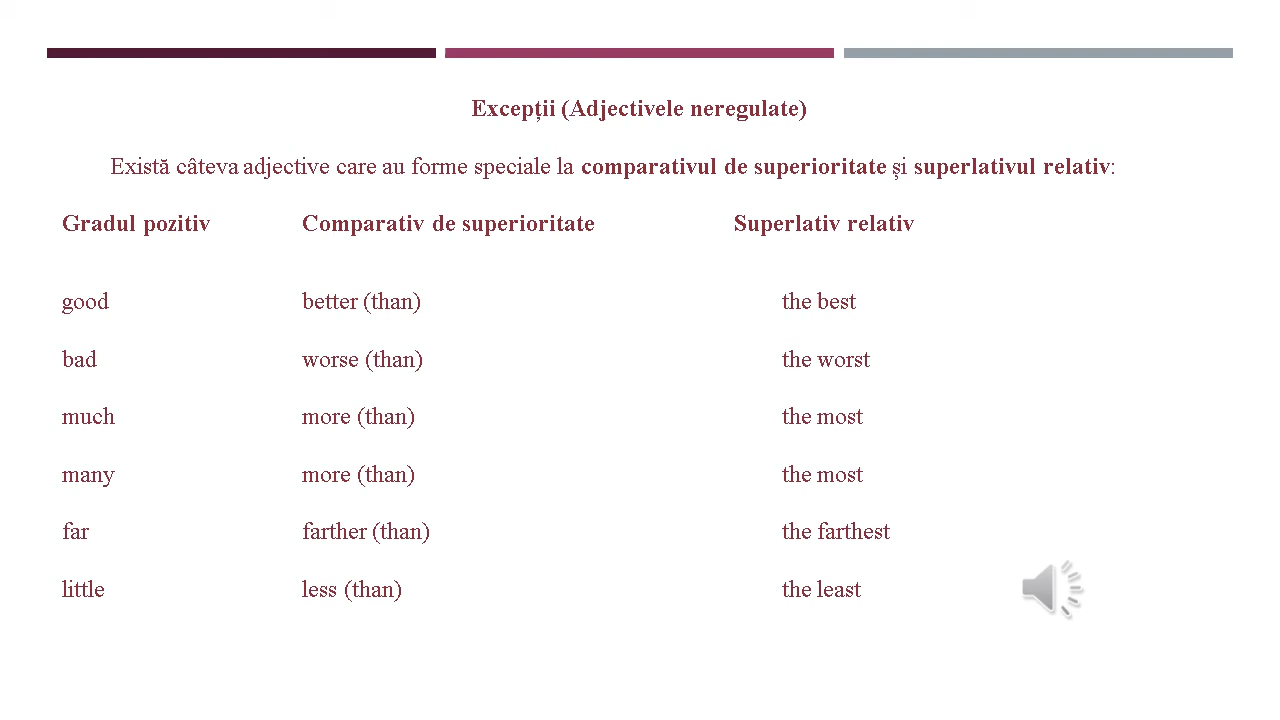 Excepții (Adjectivele neregulate)
Există câteva adjective care au forme speciale la comparativul de superioritate și superlativul relativ:
Gradul pozitiv Comparativ de superioritate Superlativ relativ
good better (than) the best
bad worse (than) the worst
much more (than) the most
many more (than) the most
far farther (than) the farthest
little less (than) the least